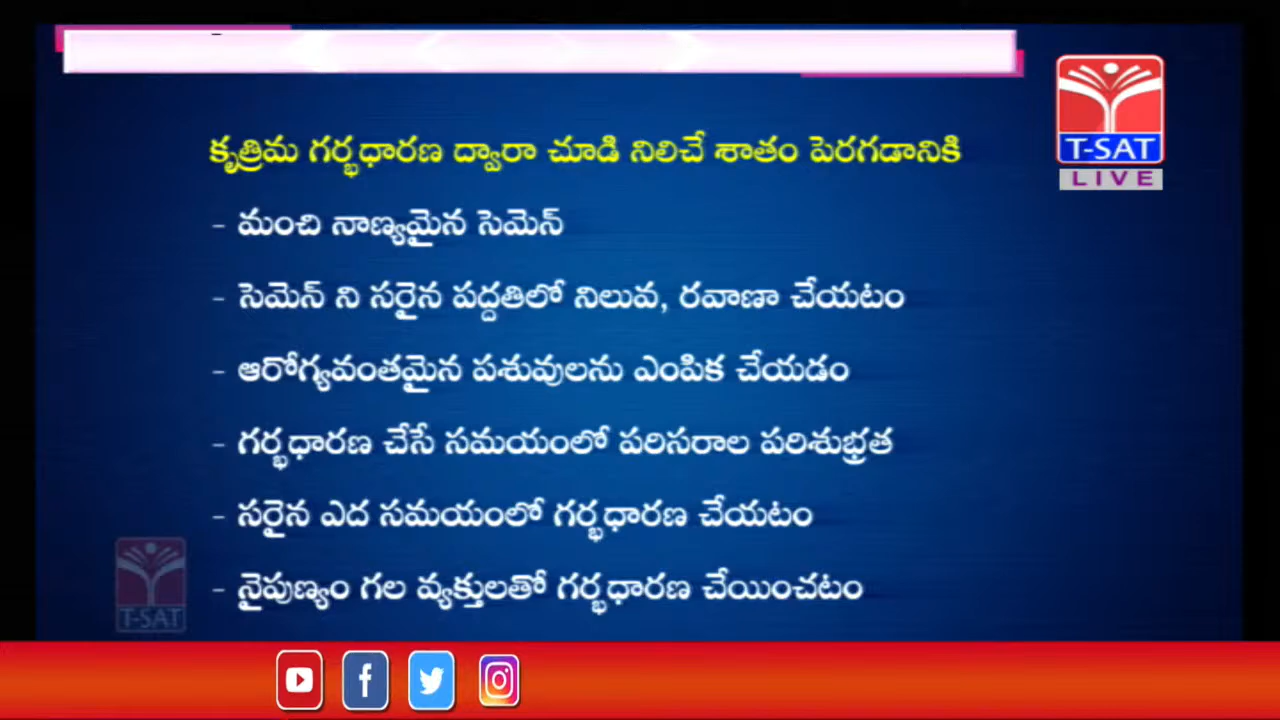 T-SAT
LIVE
కృత్రిమ గర్భధారణ ద్వారా చూడి నిలిచే శాతం పెరగడానికి
- మంచి నాణ్యమైన సెమెన్
- సెమెన్ ని సరైన పద్దతిలో నిలువ, రవాణా చేయటం
- ఆరోగ్యవంతమైన పశువులను ఎంపిక చేయడం
- గర్భధారణ చేసే సమయంలో పరిసరాల పరిశుభ్రత
- సరైన ఎద సమయంలో గర్భధారణ చేయటం
- నైపుణ్యం గల వ్యక్తులతో గర్భధారణ చేయించటం
T-SAT